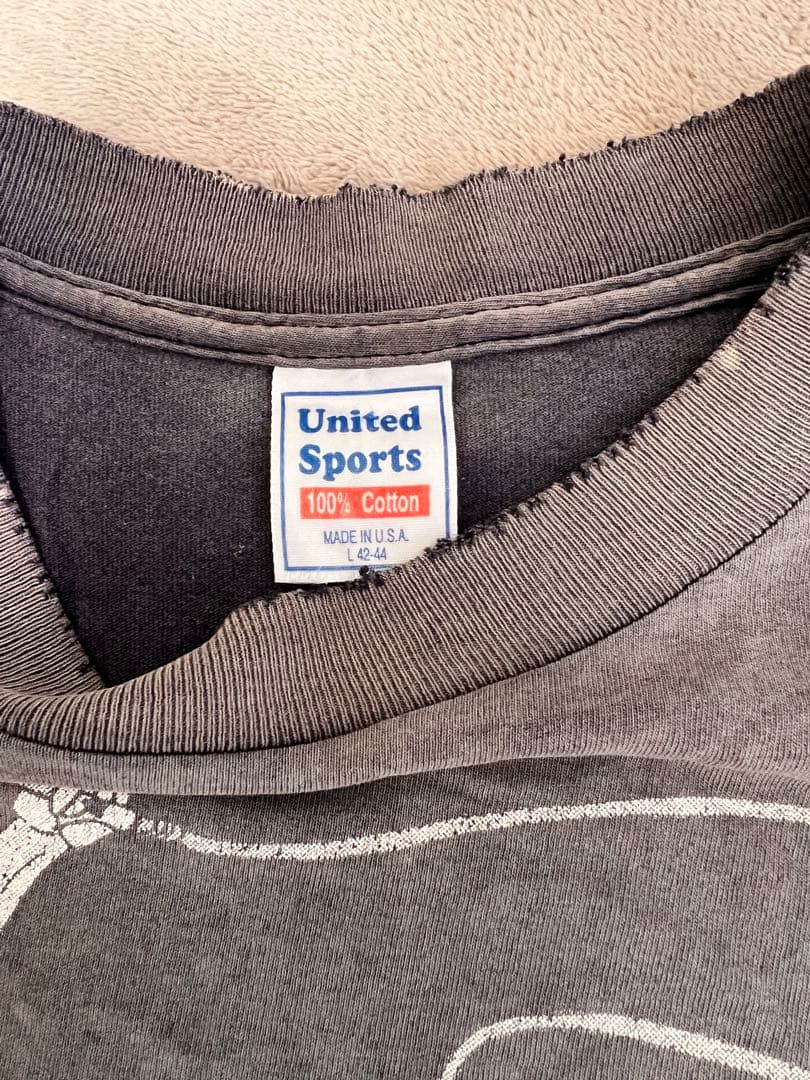 United
Sports
100% Cotton
MADE IN U.S.A.
L 42-44